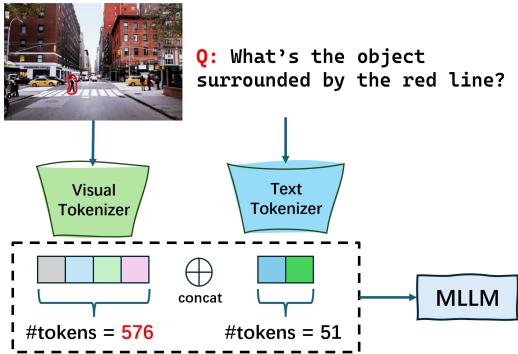 Q: What's the object
surrounded by the red line?
Visual
Tokenizer
Text
Tokenizer
concat
#tokens = 576
#tokens = 51
MLLM